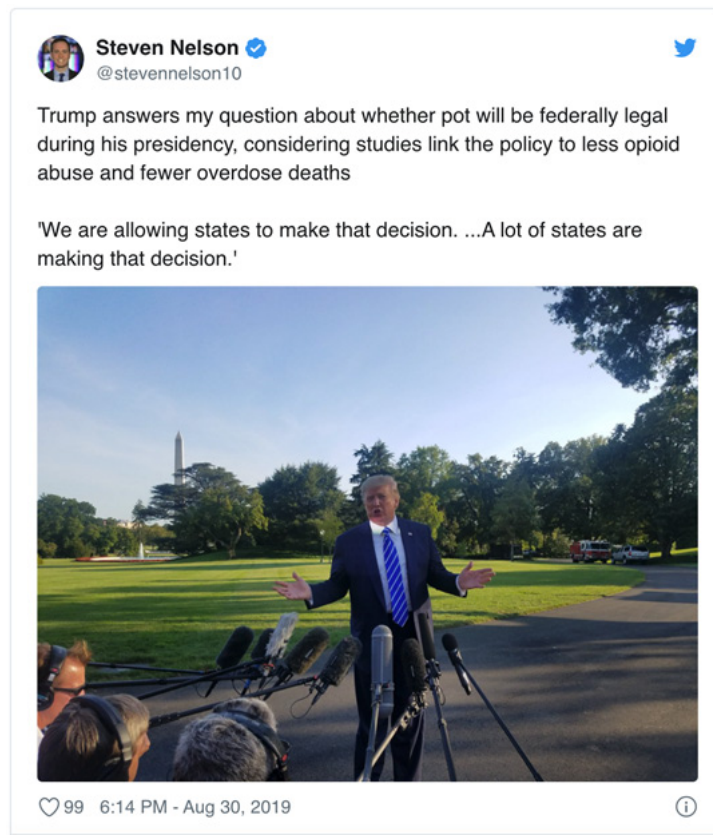 Steven Nelson
@stevennelson10
Trump answers my question about whether pot will be federally legal
during his presidency, considering studies link the policy to less opioid
abuse and fewer overdose deaths
'We are allowing states to make that decision. ...A lot of states are
making that decision.'
99 6:14 PM - Aug 30, 2019